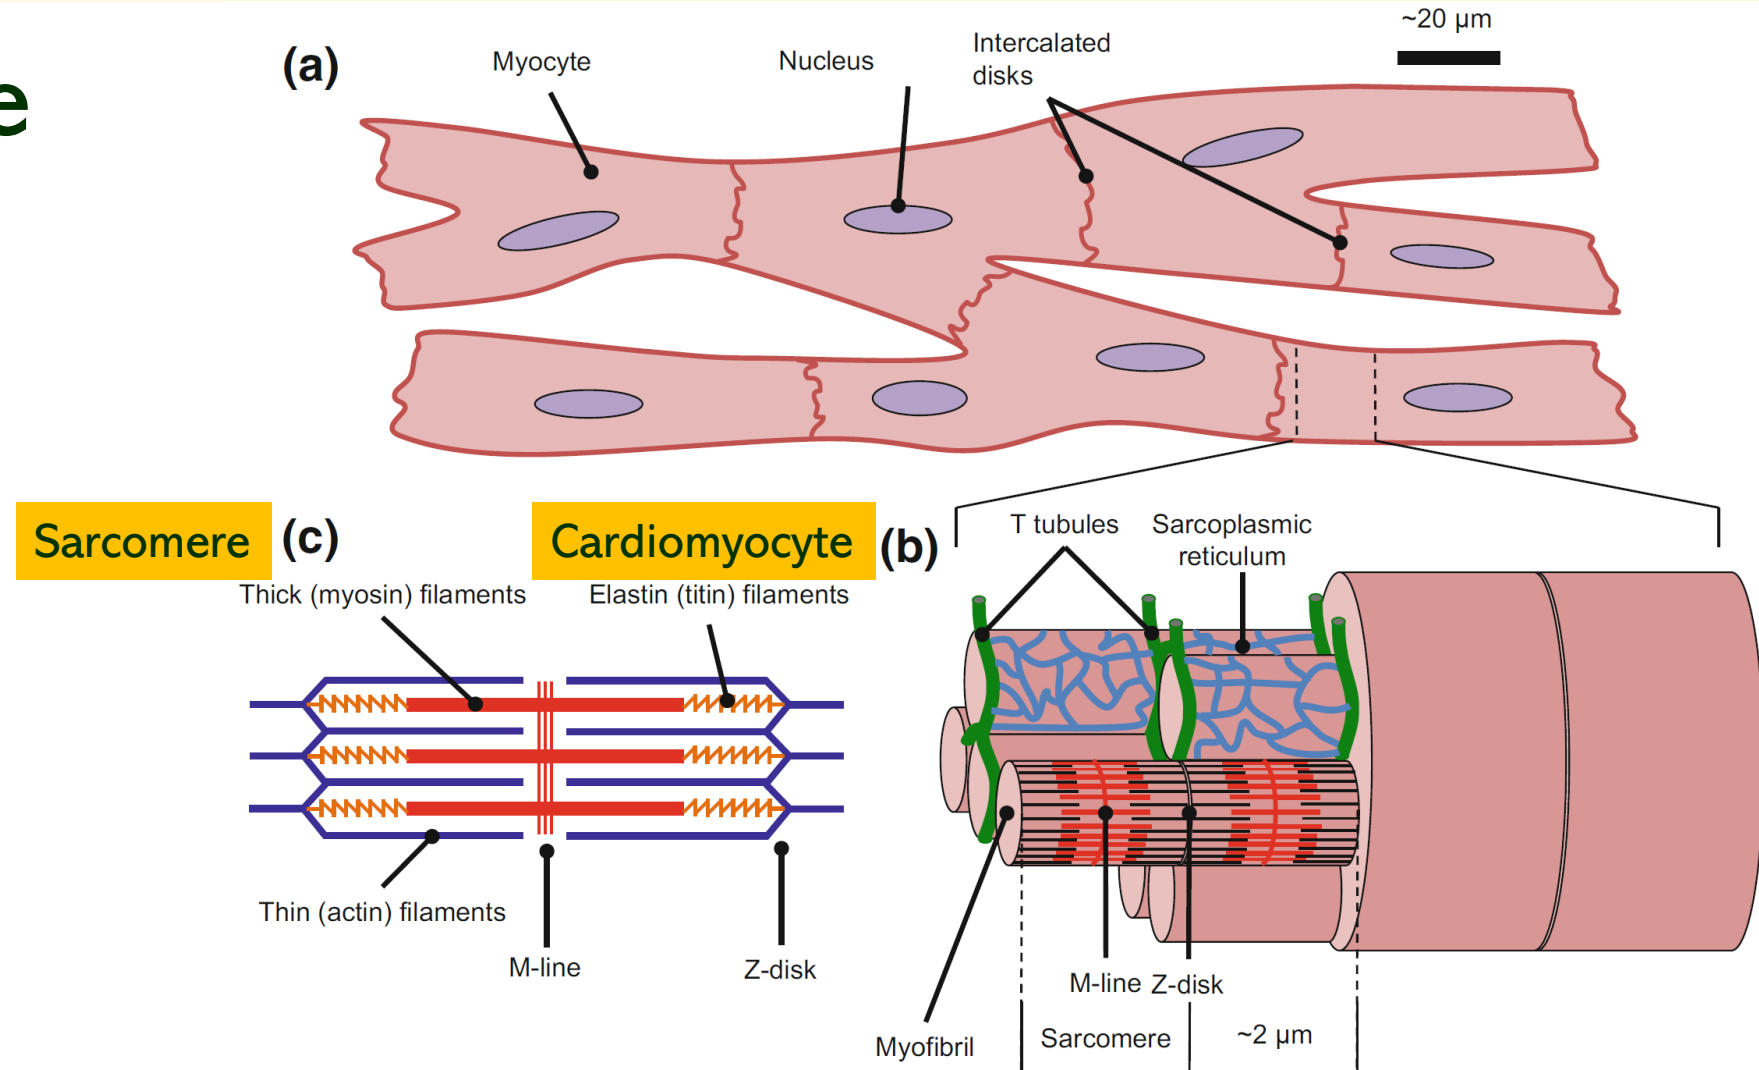 e
(a)
Myocyte
Nucleus
Intercalated
disks
~20 µm
Sarcomere
(c)
Cardiomyocyte
(b)
Thick (myosin) filaments
Elastin (titin) filaments
Thin (actin) filaments
M-line
Z-disk
T tubules
Sarcoplasmic
reticulum
M-line
Z-disk
Myofibril
Sarcomere
~2 µm